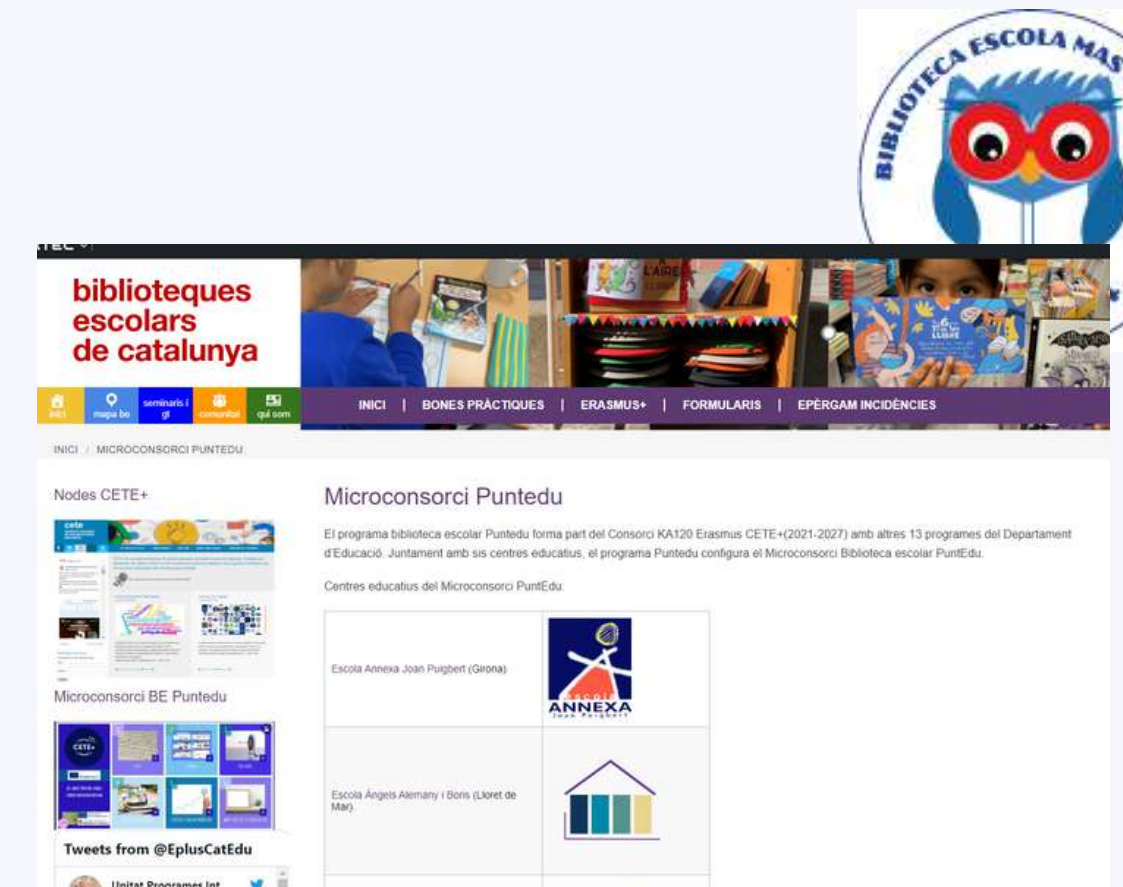 BIBLIOTECA ESCOLA MAS
biblioteques
escolars
de catalunya
inici
mapa be
seminaris i
gt
comunitat
qui som
INICI | BONES PRÀCTIQUES | ERASMUS+ | FORMULARIS | EPÈRGAM INCIDÈNCIES
INICI / MICROCONSORCI PUNTEDU
Nodes CETE+
cete
Microconsorci BE Puntedu
CETE+
Tweets from @EplusCatEdu
Unitat Programes Int
Microconsorci Puntedu
El programa biblioteca escolar Puntedu forma part del Consorci KA120 Erasmus CETE+(2021-2027) amb altres 13 programes del Departament
d'Educació. Juntament amb sis centres educatius, el programa Puntedu configura el Microconsorci Biblioteca escolar PuntEdu.
Centres educatius del Microconsorci PuntEdu:
Escola Annexa Joan Puigbert (Girona).
escola
ANNEXA
Joan Puigbert
Escola Àngels Alemany i Boris (Lloret de
Mar).